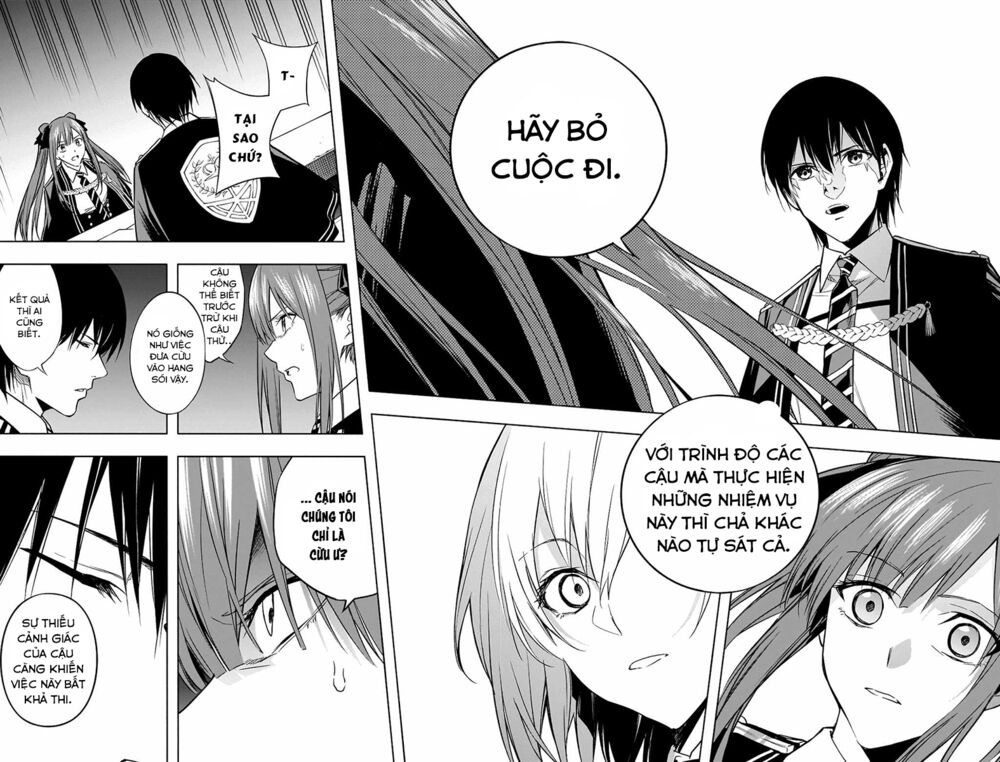 HÃY BỎ
CUỘC ĐI.
VỚI TRÌNH ĐỘ CÁC
CẬU MÀ THỰC HIỆN
NHỮNG NHIỆM VỤ
NÀY THÌ CHẢ KHÁC
NÀO TỰ SÁT CẢ.
T-
TẠI
SAO
CHỨ?
CẬU
KHÔNG
THỂ BIẾT
TRƯỚC
TRỪ KHI
CẬU
THỬ..
NÓ GIỐNG
NHƯ VIỆC
ĐƯA CỪU
VÀO HANG
SÓI VẬY.
KẾT QUẢ
THÌ AI
CŨNG
BIẾT.
... CẬU NÓI
CHÚNG TÔI
CHỈ LÀ
CỪU Ư?
SỰ THIẾU
CẢNH GIÁC
CỦA CẬU
CÀNG KHIẾN
VIỆC NÀY BẤT
KHẢ THI.